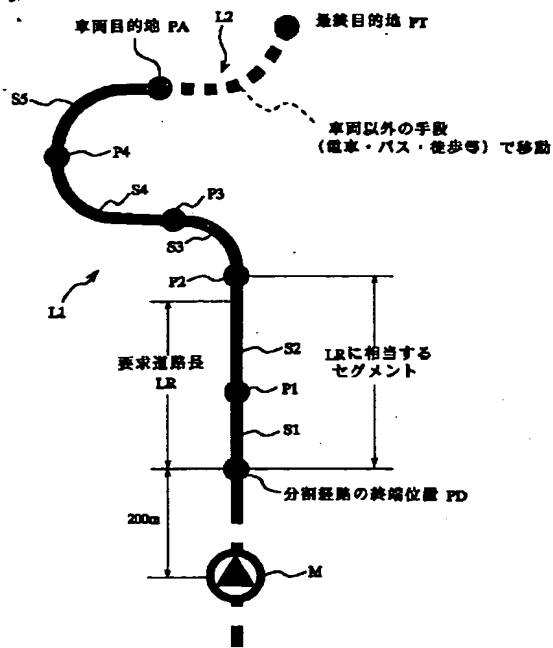 車両目的地 PA
L2
最終目的地 PT
S5
車両以外の手段
（電車・バス・徒歩等）で移動
P4
S4
P3
S3
P2
L1
S2
要求道路長
LR
LRに相当する
セグメント
P1
S1
分割経路の終端位置 PD
200m
M